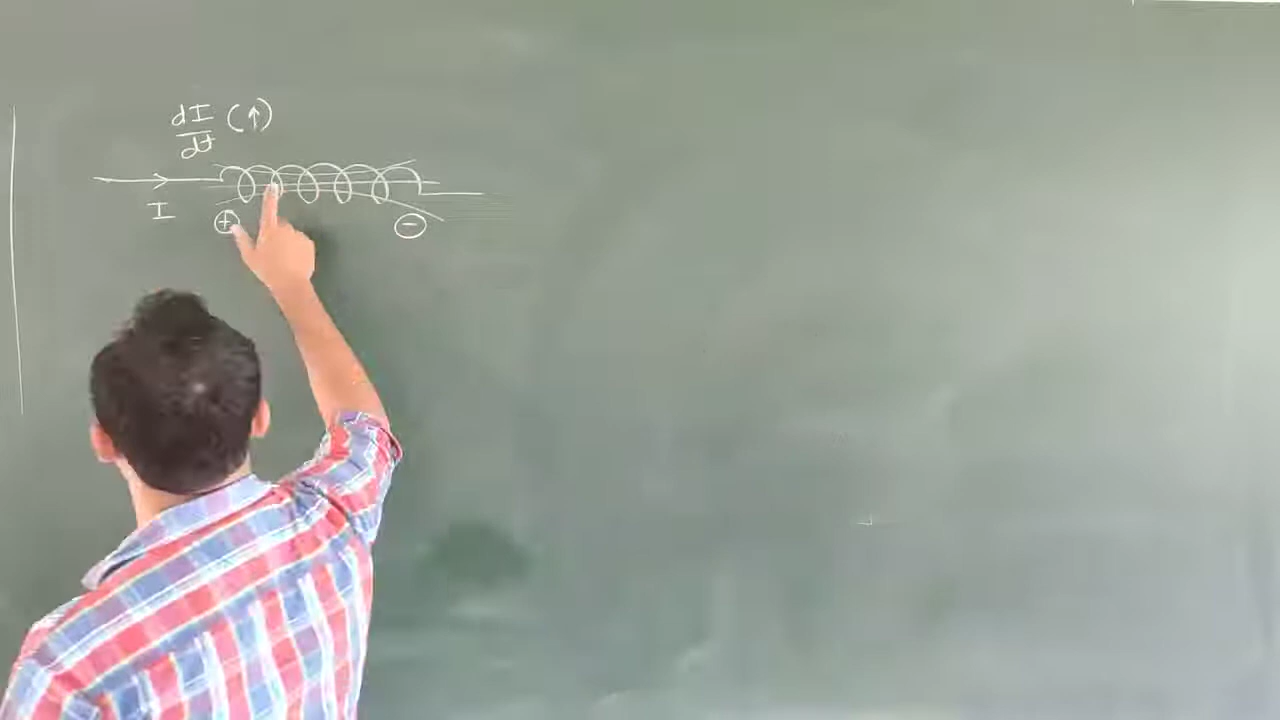 dI/dt (↑)
I
+ -